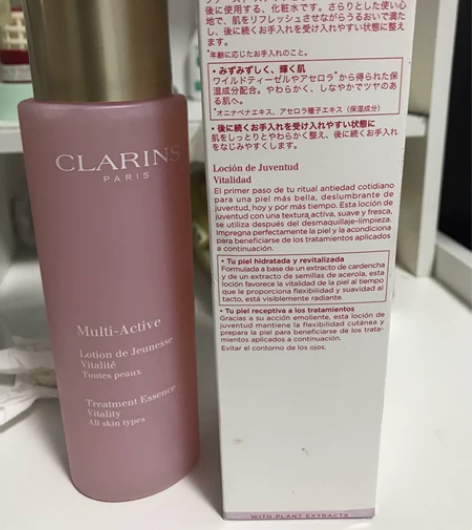 CLARINS
PARIS
Multi-Active
Lotion de Jeunesse
Vitalité
Toutes peaux
Treatment Essence
Vitality
All skin types
後に使用する、化粧水です。さらりとした使い心
地で、肌をリフレッシュさせながらうるおいで満た
し、後に続くお手入れを受け入れやすい状態に整え
ます。
*年齢に応じたお手入れのこと。
・みずみずしく、輝く肌
ワイルドティーゼルやアセロラ*から得られた保
湿成分配合。やわらかく、しなやかでツヤのあ
る肌へ。
*オニナベナエキス、アセロラ種子エキス（保湿成分）
・後に続くお手入れを受け入れやすい状態に
肌をしっとりとやわらかく整え、後に続くお手入れ
をなじみやすくします。
Loción de Juventud
Vitalidad
El primer paso de tu ritual antiedad cotidiano
para una piel más bella, deslumbrante de
juventud, hoy y por más tiempo. Esta loción de
juventud con una textura activa, suave y fresca,
se utiliza después del desmaquillaje-limpieza.
Impregna perfectamente la piel y la acondiciona
para beneficiarse de los tratamientos aplicados
a continuación.
• Tu piel hidratada y revitalizada
Formulada a base de un extracto de cardencha
y de un extracto de semillas de acerola, esta
loción favorece la vitalidad de la piel al tiempo
que le proporciona flexibilidad y suavidad al
tacto, está visiblemente radiante.
• Tu piel receptiva a los tratamientos
Gracias a su acción emoliente, esta loción de
juventud mantiene la flexibilidad cutánea y
prepara la piel para beneficiarse de los trata-
mientos aplicados a continuación.
Evitar el contorno de los ojos.
WITH PLANT EXTRACTS